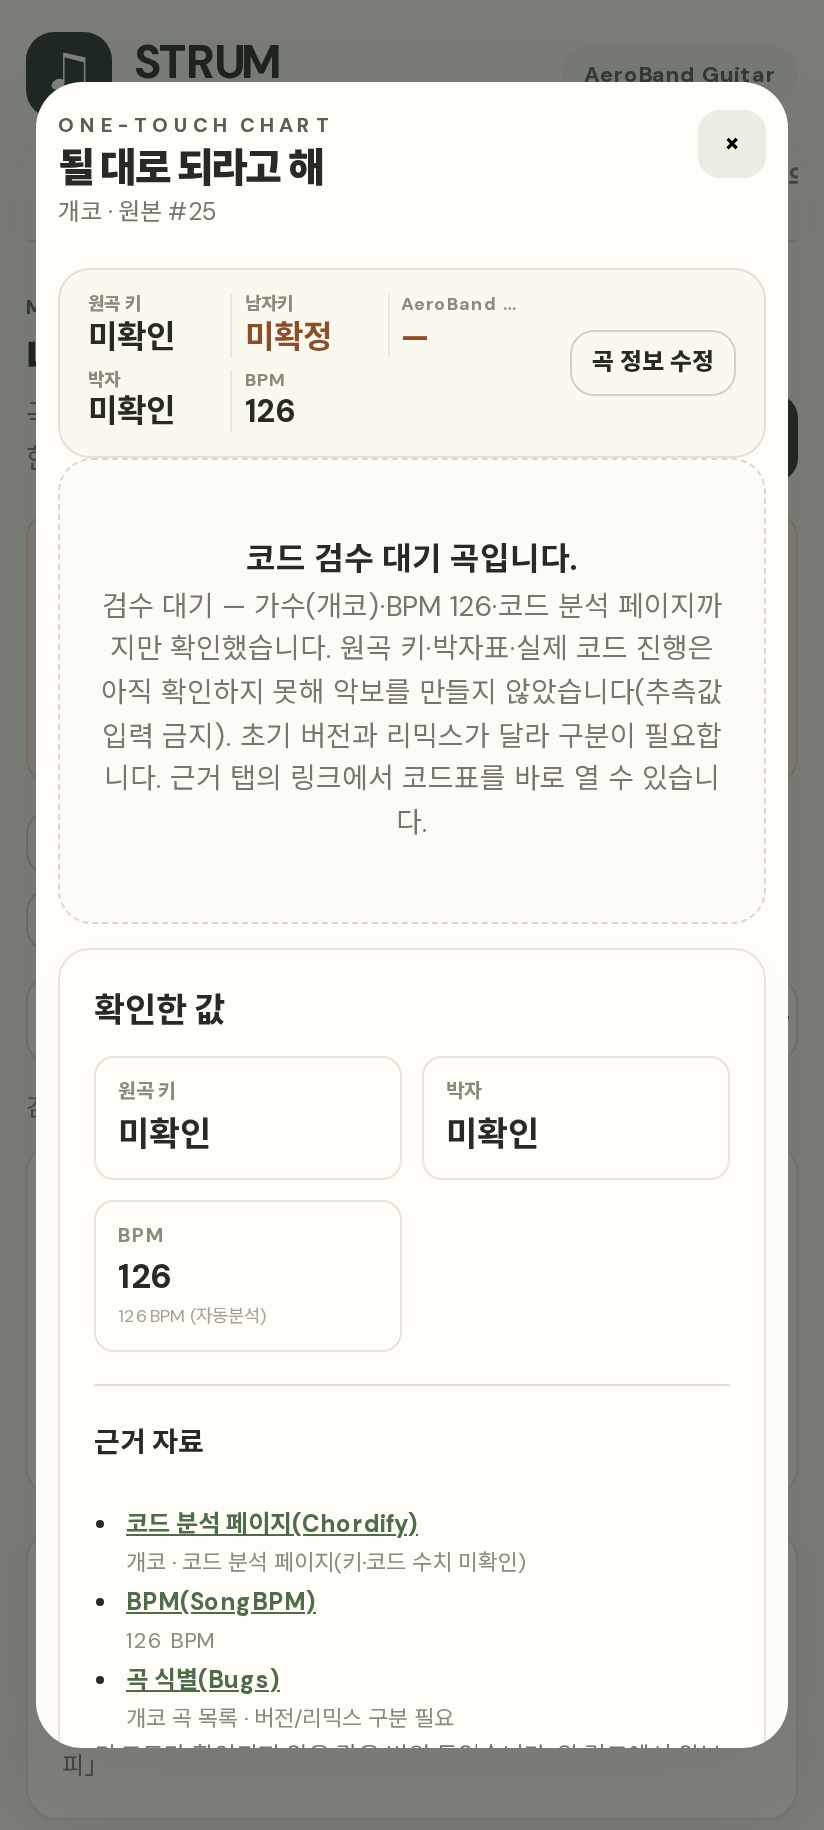 STRUM
AeroBand Guitar
ONE-TOUCH CHART
될 대로 되라고 해
개코 · 원본 #25
×
원곡 키
미확인
남자키
미확정
AeroBand ...
—
박자
미확인
BPM
126
곡 정보 수정
코드 검수 대기 곡입니다.
검수 대기 — 가수(개코)·BPM 126·코드 분석 페이지까
지만 확인했습니다. 원곡 키·박자표·실제 코드 진행은
아직 확인하지 못해 악보를 만들지 않았습니다(추측값
입력 금지). 초기 버전과 리믹스가 달라 구분이 필요합
니다. 근거 탭의 링크에서 코드표를 바로 열 수 있습니
다.
확인한 값
원곡 키
미확인
박자
미확인
BPM
126
126 BPM (자동분석)
근거 자료
코드 분석 페이지(Chordify)
개코 · 코드 분석 페이지(키·코드 수치 미확인)
BPM(SongBPM)
126 BPM
곡 식별(Bugs)
개코 곡 목록 · 버전/리믹스 구분 필요
피」